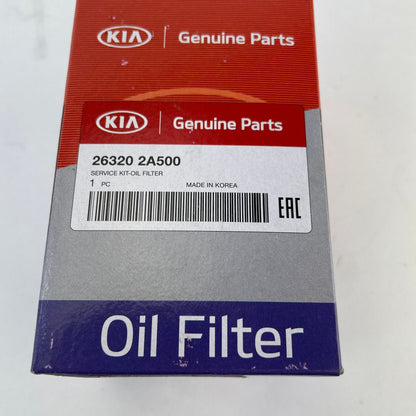 KIA Genuine Parts
KIA Genuine Parts
26320 2A500
SERVICE KIT-OIL FILTER
1 PC MADE IN KOREA
EAC
Oil Filter